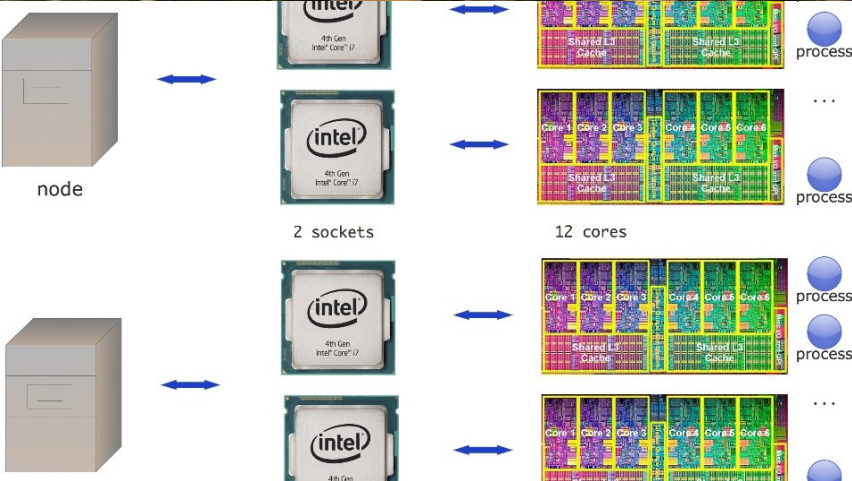 intel
4th Gen
Intel® Core™ i7
Shared L3
Cache
Shared L3
Cache
process
...
intel
4th Gen
Intel® Core™ i7
Core 1 Core 2 Core 3 Core 4 Core 5 Core 6
Shared L3
Cache
Shared L3
Cache
process
node
2 sockets
12 cores
intel
4th Gen
Intel® Core™ i7
Core 1 Core 2 Core 3 Core 4 Core 5 Core 6
Shared L3
Cache
Shared L3
Cache
process
process
...
intel
4th Gen
Core 1 Core 2 Core 3 Core 4 Core 5 Core 6
Shared L3
Shared L3